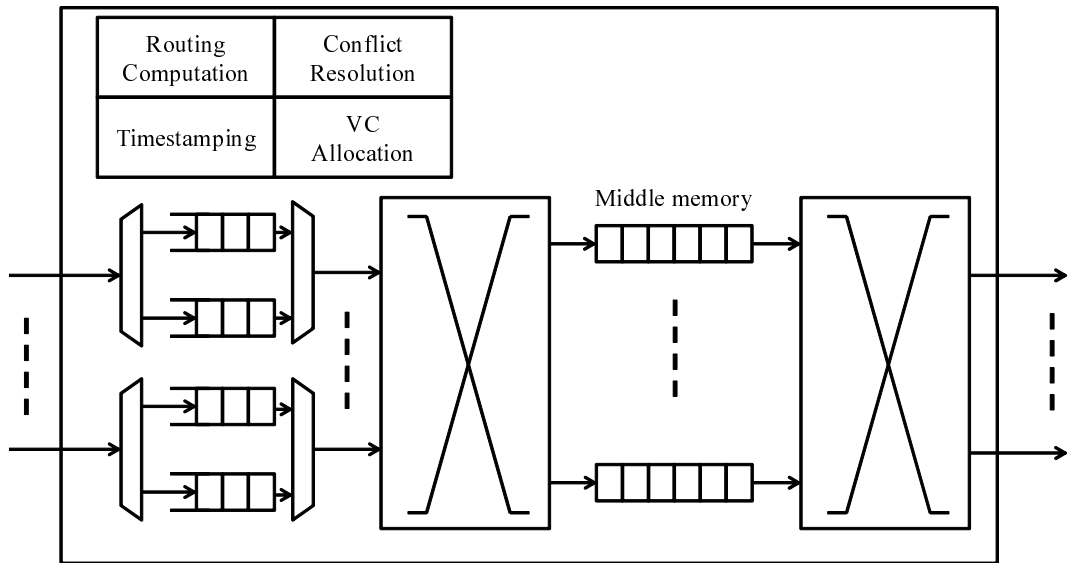 Routing
Computation
Conflict
Resolution
Timestamping
VC
Allocation
Middle memory